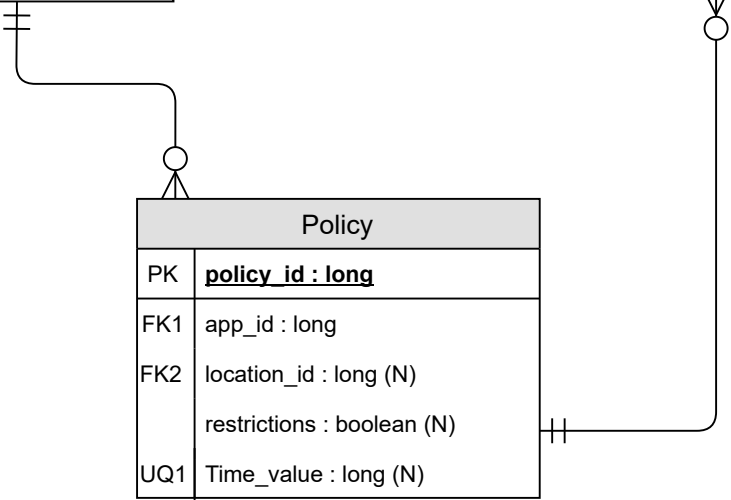 Policy
PK policy_id : long
FK1 app_id : long
FK2 location_id : long (N)
restrictions : boolean (N)
UQ1 Time_value : long (N)